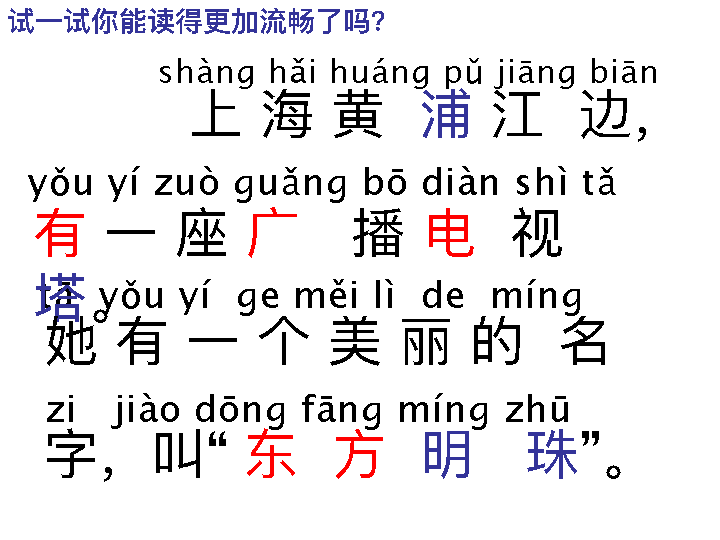 试一试你能读得更加流畅了吗?
shàng hǎi huáng pǔ jiāng biān
上 海 黄 浦 江 边,
yǒu yí zuò guǎng bō diàn shì tǎ
有 一 座 广 播 电 视
塔。
tā yǒu yí ge měi lì de míng
她 有 一 个 美 丽 的 名
zi jiào dōng fāng míng zhū
字, 叫“ 东 方 明 珠”。